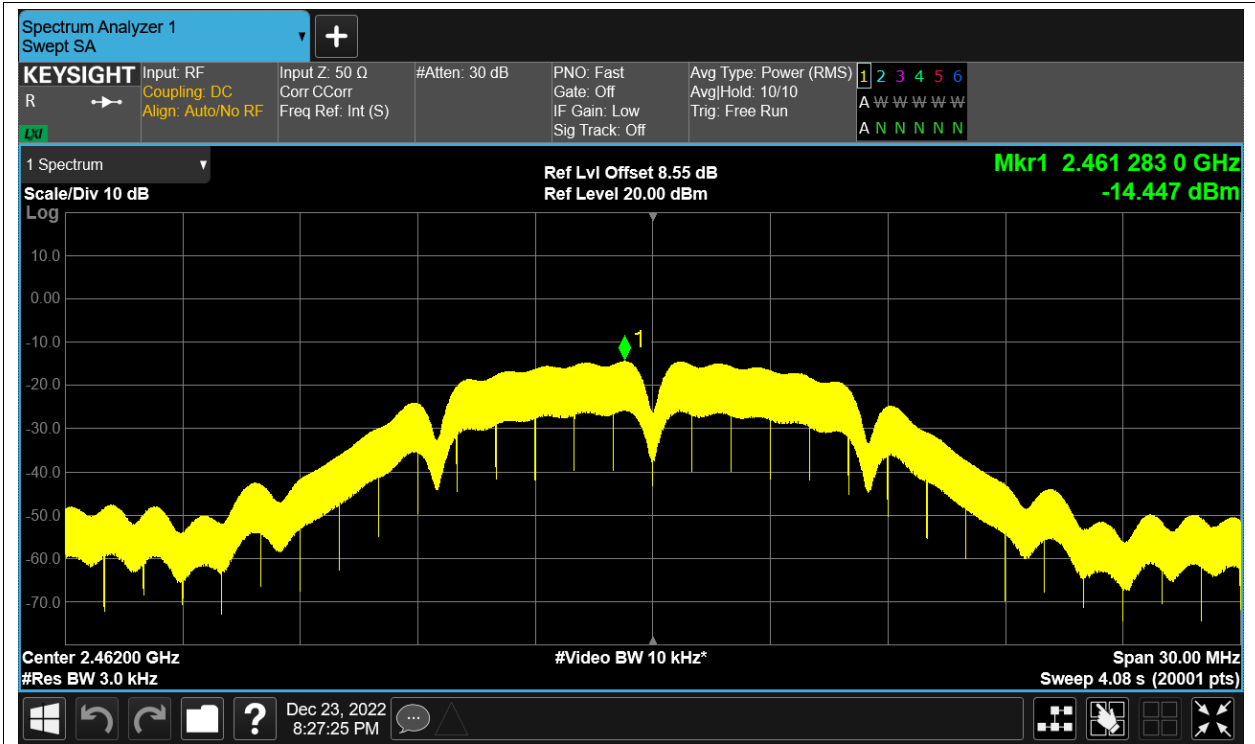 Spectrum Analyzer 1
Swept SA
KEYSIGHT
R
LXI
Input: RF
Coupling: DC
Align: Auto/No RF
Input Z: 50 Ω
Corr CCorr
Freq Ref: Int (S)
#Atten: 30 dB
PNO: Fast
Gate: Off
IF Gain: Low
Sig Track: Off
Avg Type: Power (RMS)
Avg|Hold: 10/10
Trig: Free Run
1 2 3 4 5 6
A W W W W W
A N N N N N
1 Spectrum
Scale/Div 10 dB
Log
Ref Lvl Offset 8.55 dB
Ref Level 20.00 dBm
Mkr1 2.461 283 0 GHz
-14.447 dBm
10.0
0.00
-10.0
-20.0
-30.0
-40.0
-50.0
-60.0
-70.0
1
Center 2.46200 GHz
#Res BW 3.0 kHz
#Video BW 10 kHz*
Span 30.00 MHz
Sweep 4.08 s (20001 pts)
?
Dec 23, 2022
8:27:25 PM